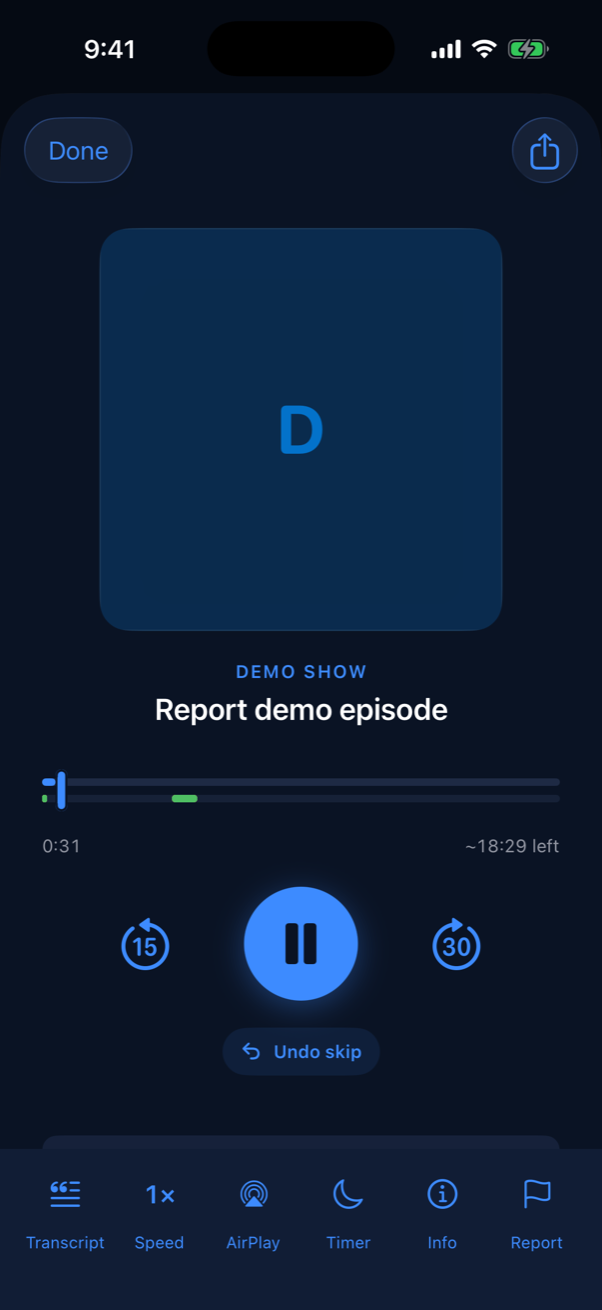 9:41
Done
D
DEMO SHOW
Report demo episode
0:31
~18:29 left
15
30
Undo skip
1×
Transcript
Speed
AirPlay
Timer
Info
Report